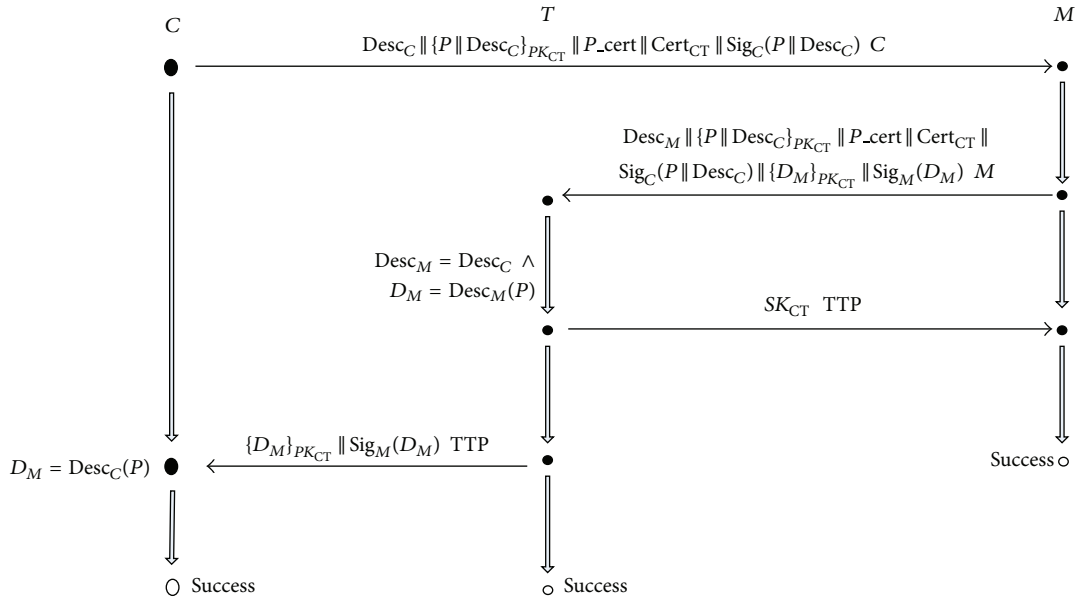 C
T
M
Desc_C ‖ {P ‖ Desc_C}_{PK_CT} ‖ P_cert ‖ Cert_CT ‖ Sig_C(P ‖ Desc_C) C
Desc_M ‖ {P ‖ Desc_C}_{PK_CT} ‖ P_cert ‖ Cert_CT ‖
Sig_C(P ‖ Desc_C) ‖ {D_M}_{PK_CT} ‖ Sig_M(D_M) M
Desc_M = Desc_C ∧
D_M = Desc_M(P)
SK_CT TTP
{D_M}_{PK_CT} ‖ Sig_M(D_M) TTP
D_M = Desc_C(P)
Success
Success
Success